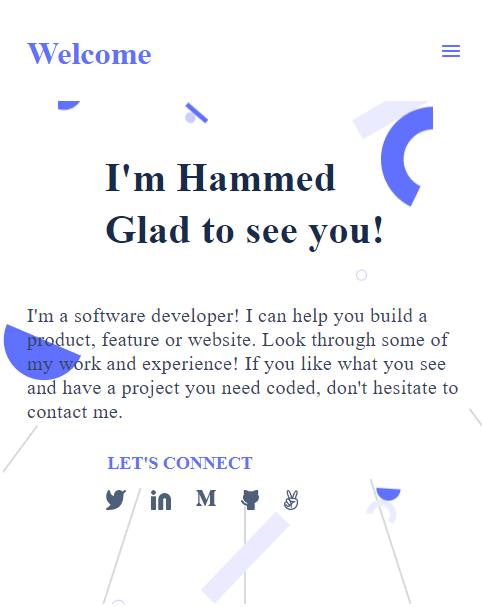 Welcome
I'm Hammed
Glad to see you!
I'm a software developer! I can help you build a
product, feature or website. Look through some of
my work and experience! If you like what you see
and have a project you need coded, don't hesitate to
contact me.
LET'S CONNECT